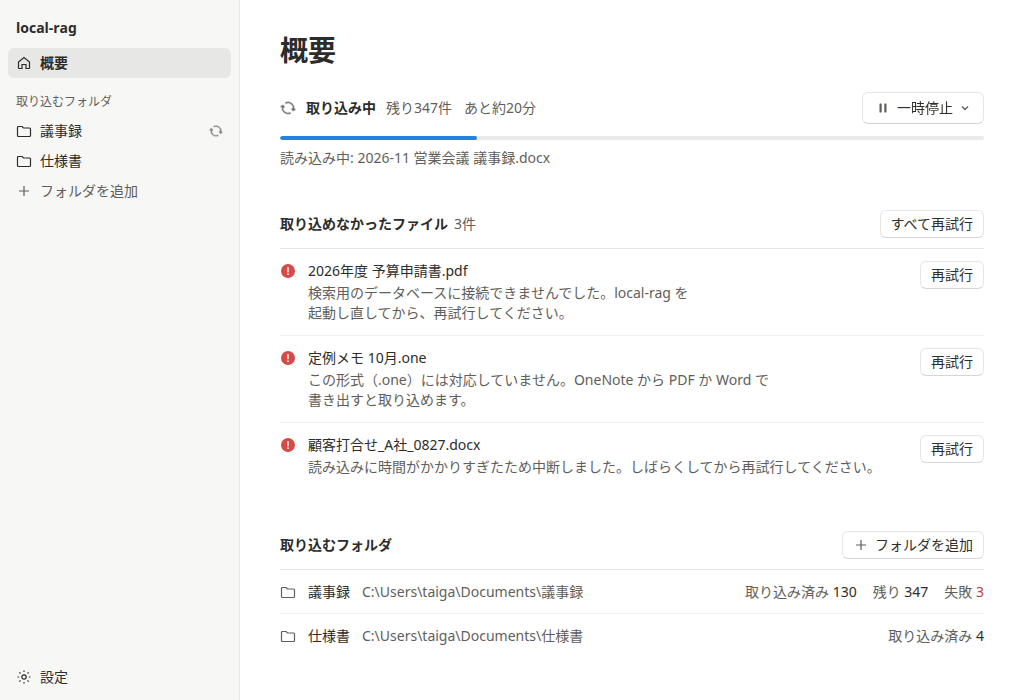 local-rag
概要
取り込むフォルダ
議事録
仕様書
フォルダを追加
設定
概要
取り込み中 残り347件 あと約20分
一時停止
読み込み中: 2026-11 営業会議 議事録.docx
取り込めなかったファイル 3件
すべて再試行
2026年度 予算申請書.pdf
再試行
検索用のデータベースに接続できませんでした。local-rag を
起動し直してから、再試行してください。
定例メモ 10月.one
再試行
この形式（.one）には対応していません。OneNote から PDF か Word で
書き出すと取り込めます。
顧客打合せ_A社_0827.docx
再試行
読み込みに時間がかかりすぎたため中断しました。しばらくしてから再試行してください。
取り込むフォルダ
フォルダを追加
議事録 C:\Users\taiga\Documents\議事録 取り込み済み 130 残り 347 失敗 3
仕様書 C:\Users\taiga\Documents\仕様書 取り込み済み 4